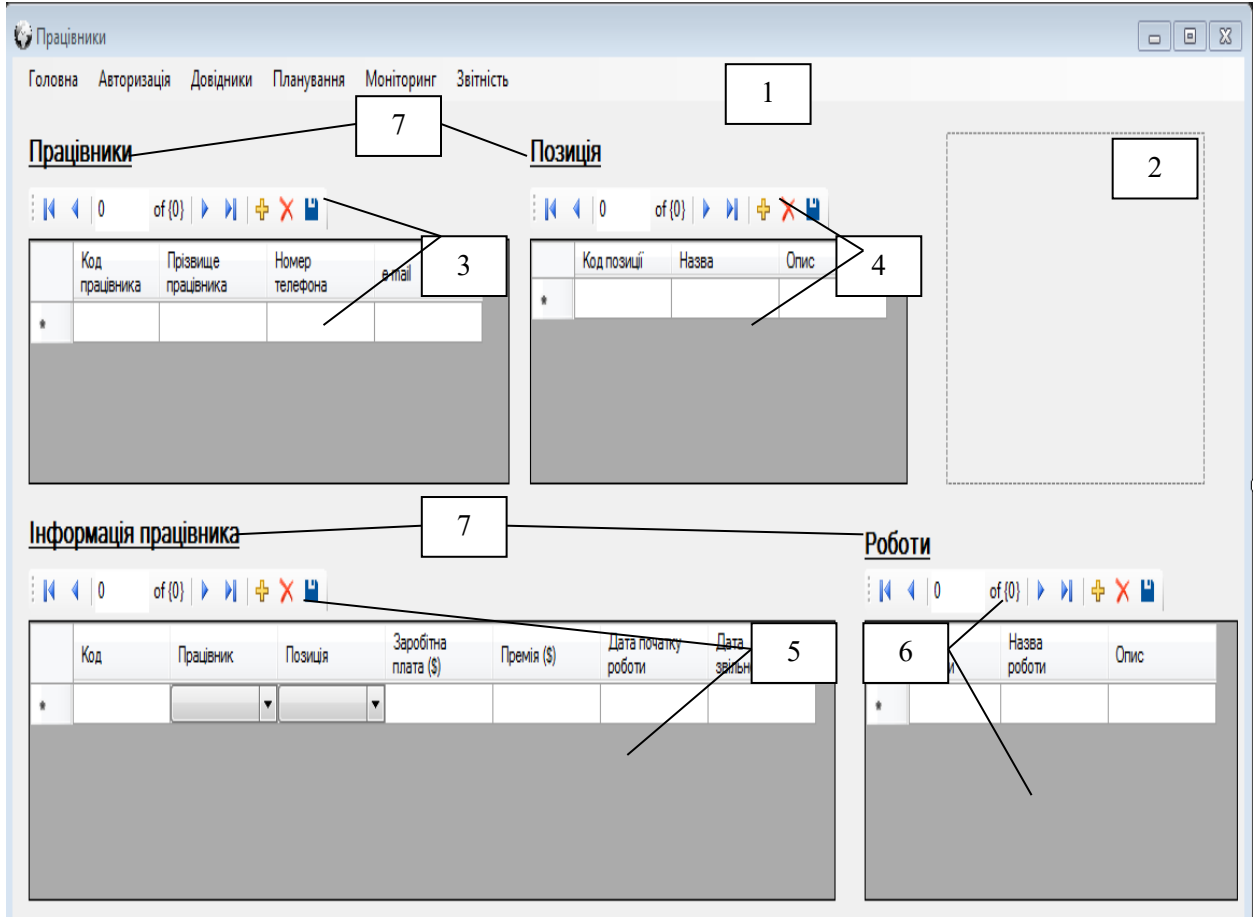 Працівники
Головна Авторизація Довідники Планування Моніторинг Звітність
1
7
Працівники
Позиція
2
0 of {0}
0 of {0}
Код працівника
Прізвище працівника
Номер телефона
e-mail
3
Код позиції
Назва
Опис
4
*
*
7
Інформація працівника
Роботи
0 of {0}
0 of {0}
Код
Працівник
Позиція
Заробітна плата ($)
Премія ($)
Дата початку роботи
Дата
5
6
Назва роботи
Опис
*
*